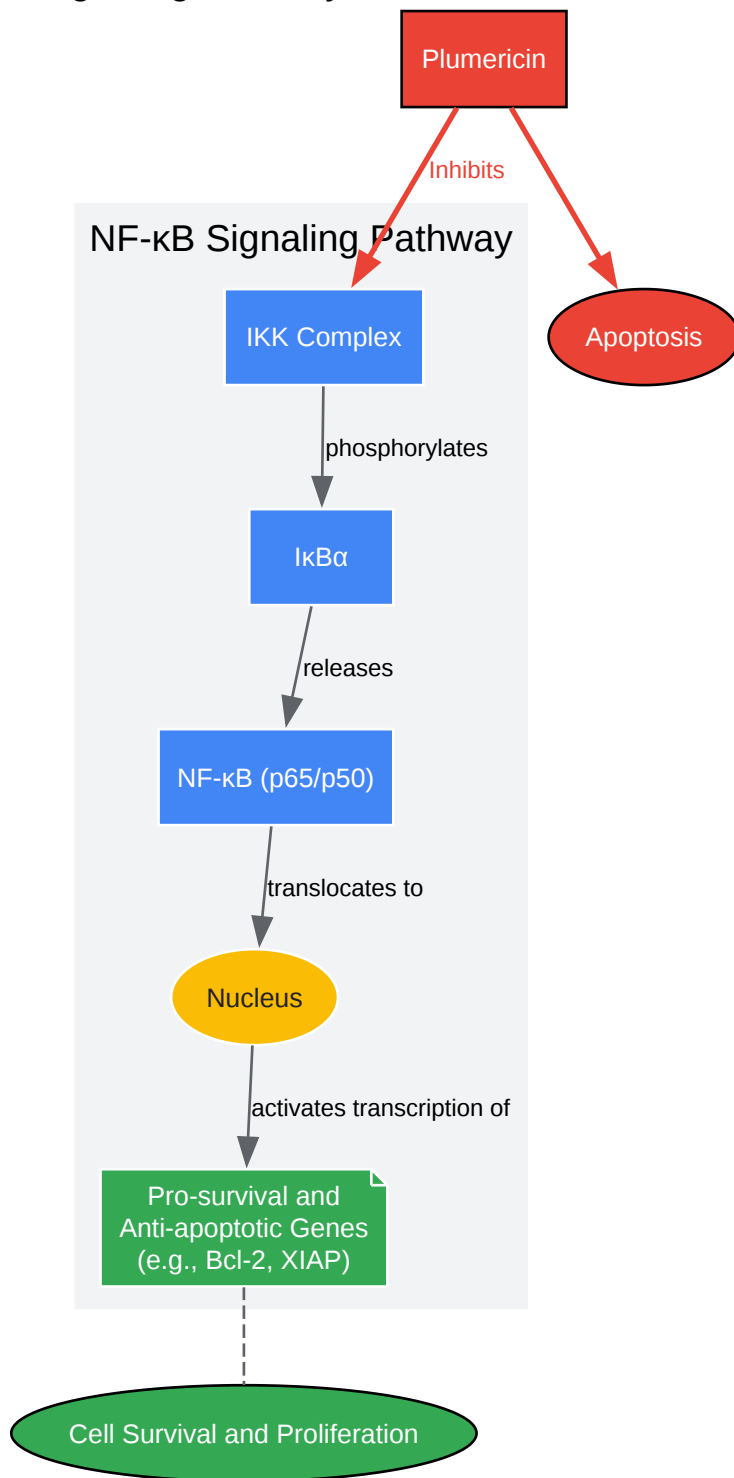 Plumericin
Inhibits
NF-κB Signaling Pathway
IKK Complex
Apoptosis
phosphorylates
IκBα
releases
NF-κB (p65/p50)
translocates to
Nucleus
activates transcription of
Pro-survival and
Anti-apoptotic Genes
(e.g., Bcl-2, XIAP)
Cell Survival and Proliferation